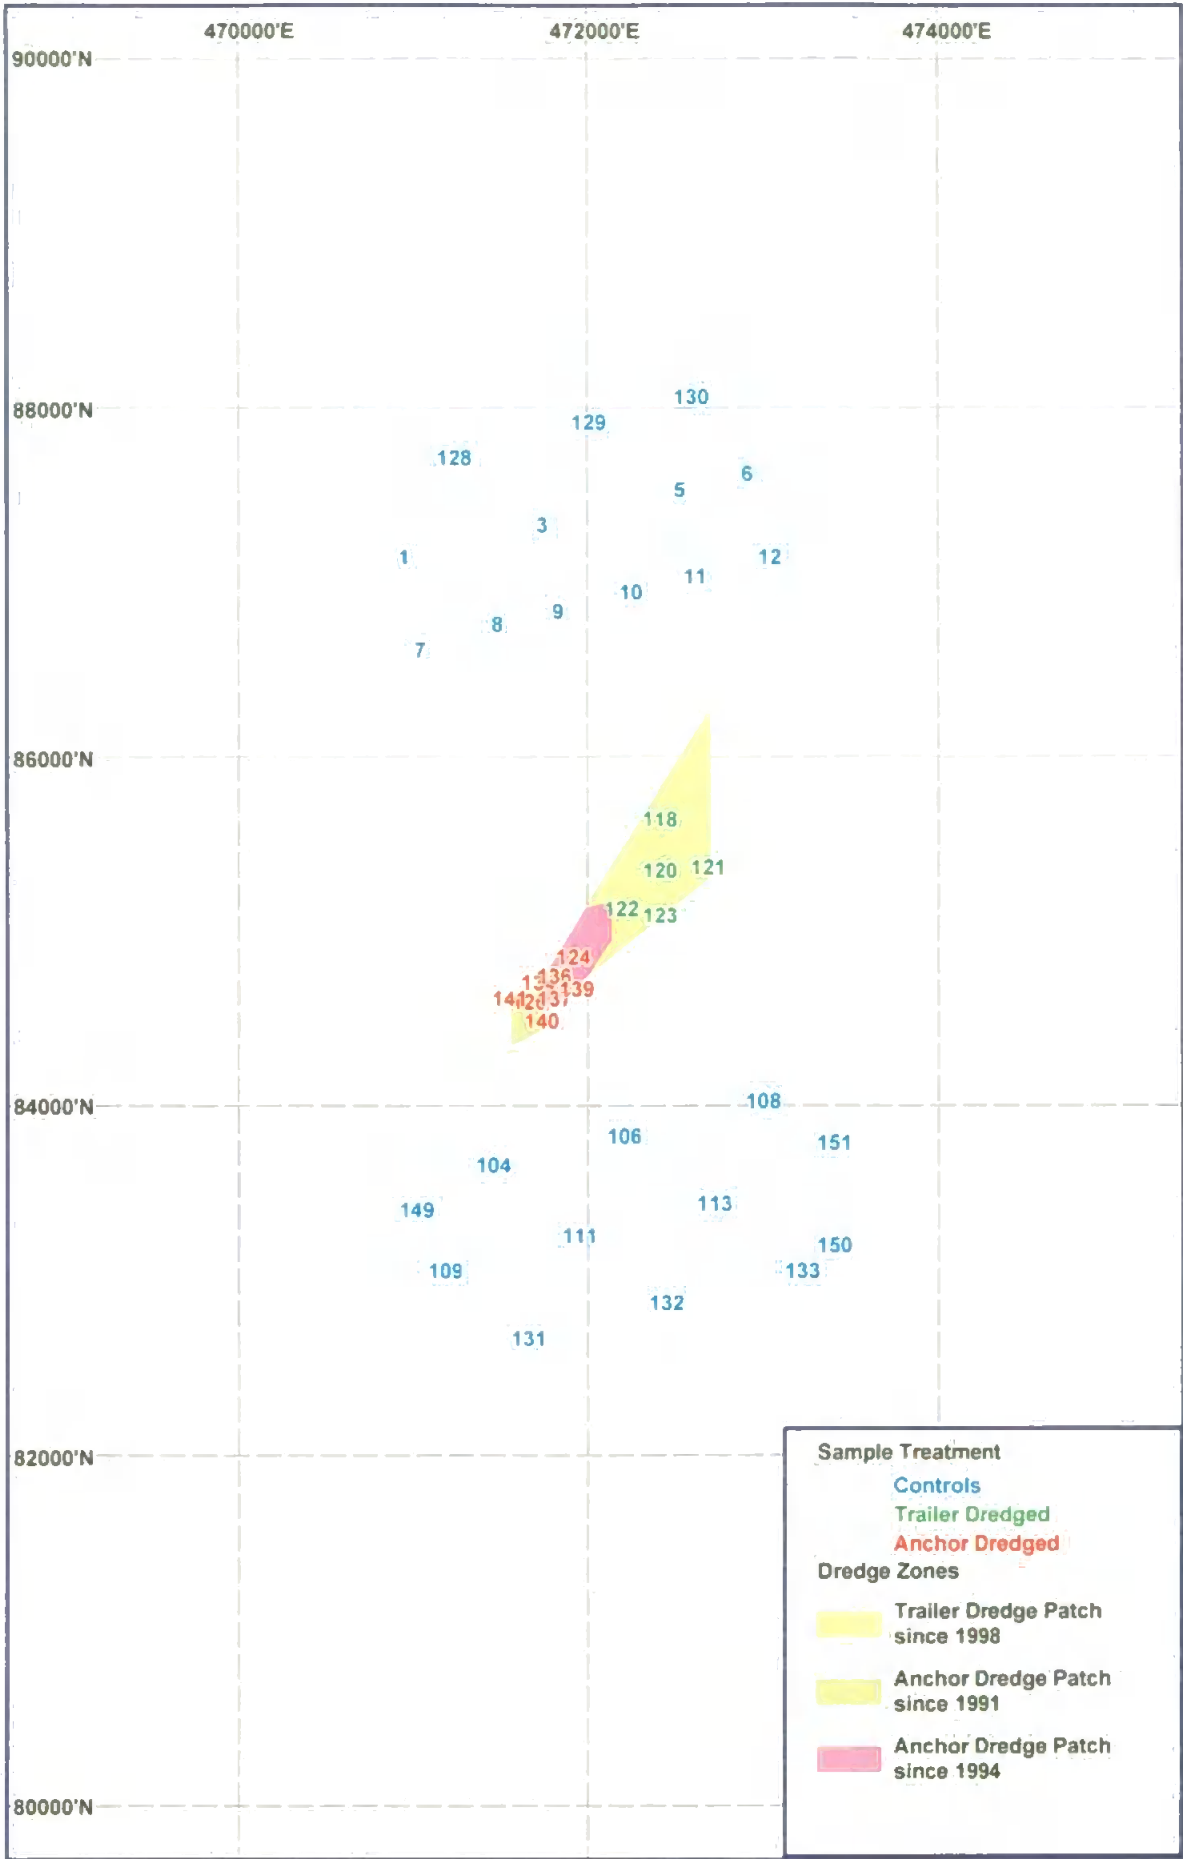 470000'E 472000'E 474000'E
90000'N
88000'N
130
129
128
6
5
3
1
12
11
10
9
8
7
86000'N
118
120 121
122 123
124
136
139
141 137
140
84000'N
108
106 151
104
149 113
111
150
109 133
132
131
82000'N
80000'N
Sample Treatment
Controls
Trailer Dredged
Anchor Dredged
Dredge Zones
Trailer Dredge Patch
since 1998
Anchor Dredge Patch
since 1991
Anchor Dredge Patch
since 1994